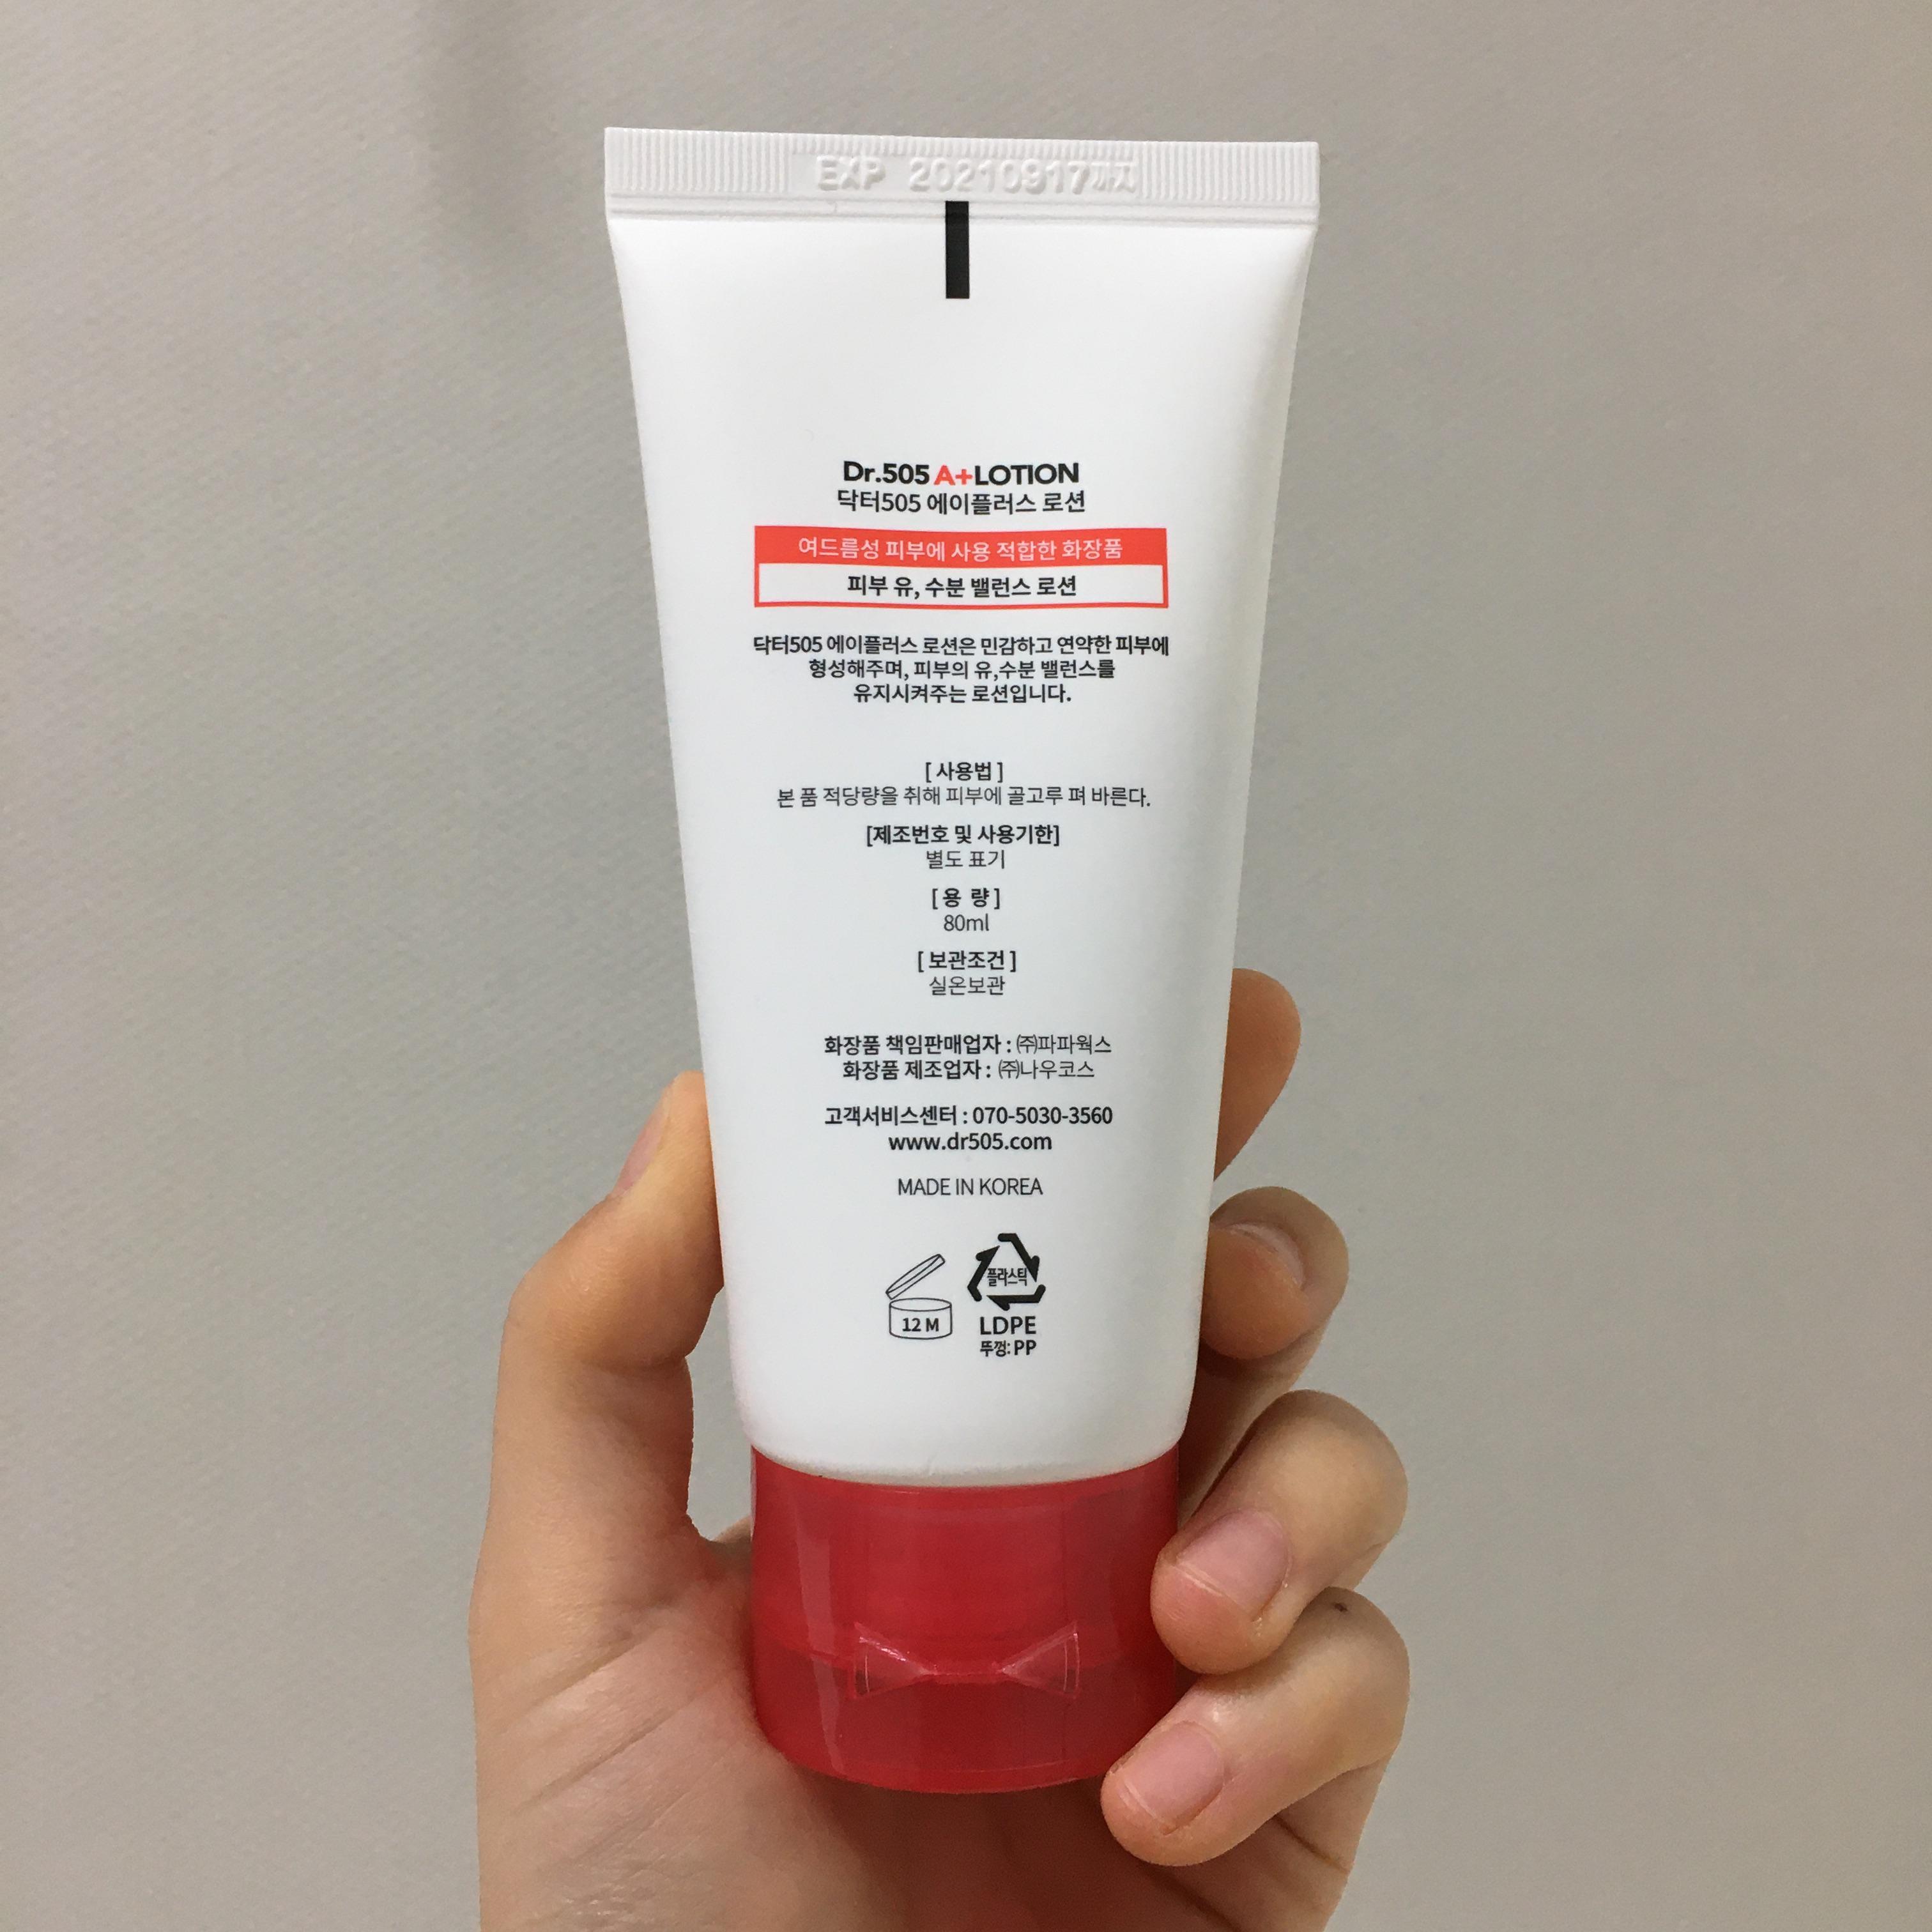 EXP 20210917까지
Dr.505 A+LOTION
닥터505 에이플러스 로션
여드름성 피부에 사용 적합한 화장품
피부 유, 수분 밸런스 로션
닥터505 에이플러스 로션은 민감하고 연약한 피부에
형성해주며, 피부의 유,수분 밸런스를
유지시켜주는 로션입니다.
[ 사용법 ]
본 품 적당량을 취해 피부에 골고루 펴 바른다.
[제조번호 및 사용기한]
별도 표기
[ 용 량 ]
80ml
[ 보관조건 ]
실온보관
화장품 책임판매업자 : ㈜파파웍스
화장품 제조업자 : ㈜나우코스
고객서비스센터 : 070-5030-3560
www.dr505.com
MADE IN KOREA
12 M
플라스틱
LDPE
뚜껑: PP